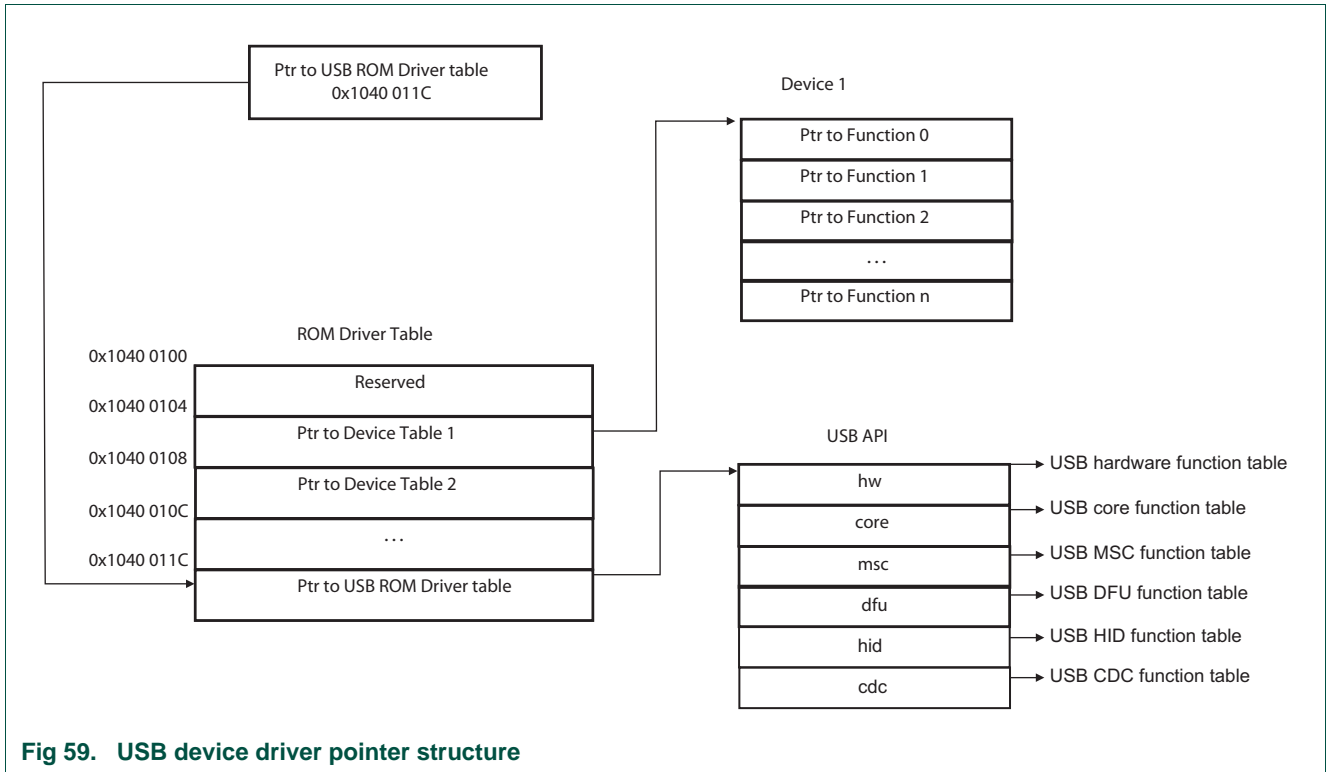 Ptr to USB ROM Driver table
0x1040 011C
Device 1
Ptr to Function 0
Ptr to Function 1
Ptr to Function 2
...
Ptr to Function n
ROM Driver Table
0x1040 0100
Reserved
0x1040 0104
Ptr to Device Table 1
0x1040 0108
Ptr to Device Table 2
0x1040 010C
...
0x1040 011C
Ptr to USB ROM Driver table
USB API
hw
USB hardware function table
core
USB core function table
msc
USB MSC function table
dfu
USB DFU function table
hid
USB HID function table
cdc
USB CDC function table
Fig 59. USB device driver pointer structure